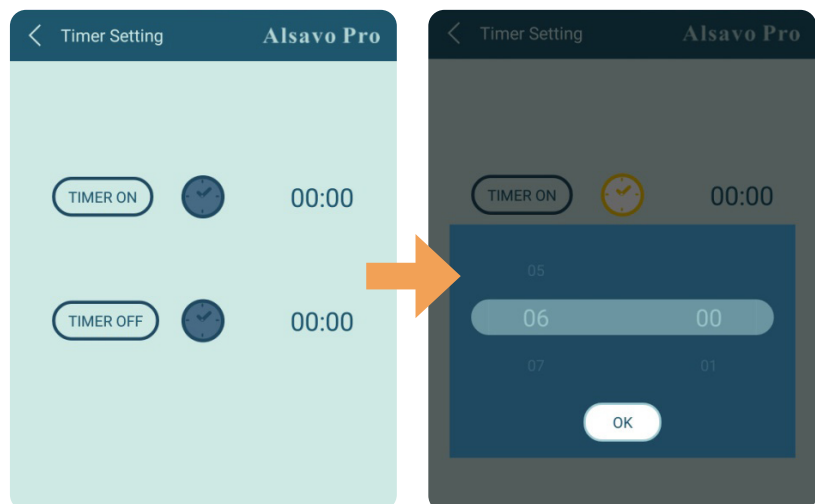 Timer Setting Alsavo Pro
TIMER ON 00:00
TIMER OFF 00:00
Timer Setting Alsavo Pro
TIMER ON 00:00
05
06 00
07 01
OK